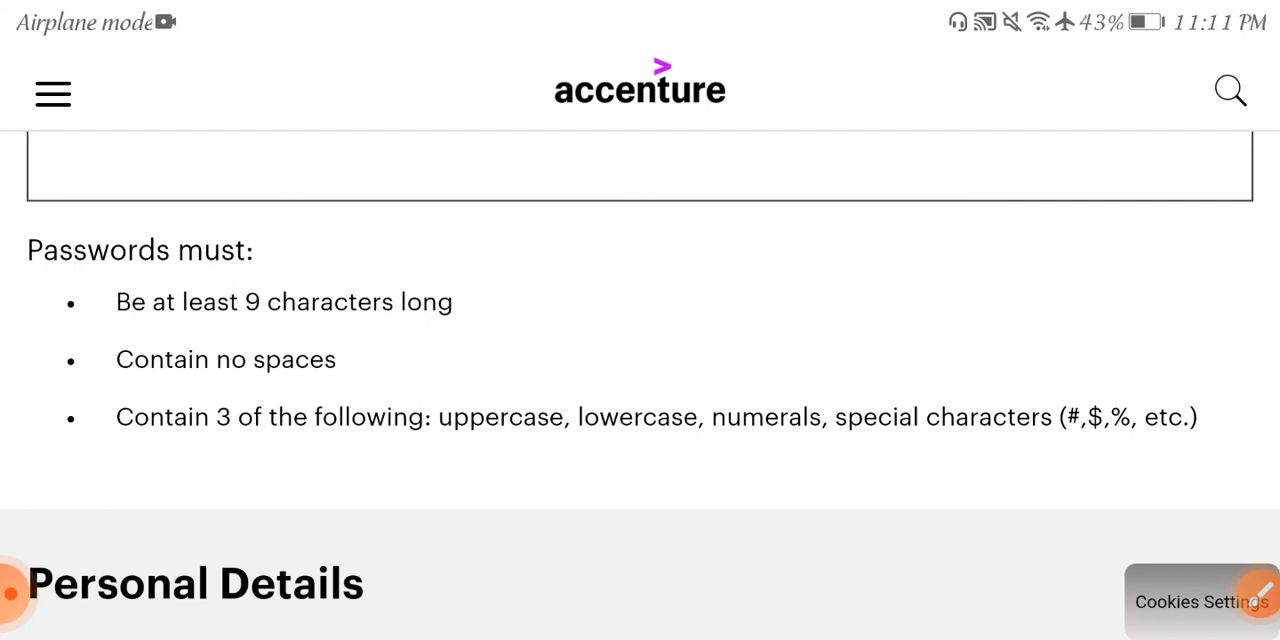 Airplane mode 43% 11:11 PM
>
accenture
Passwords must:
• Be at least 9 characters long
• Contain no spaces
• Contain 3 of the following: uppercase, lowercase, numerals, special characters (#,$,%, etc.)
Personal Details
Cookies Settings